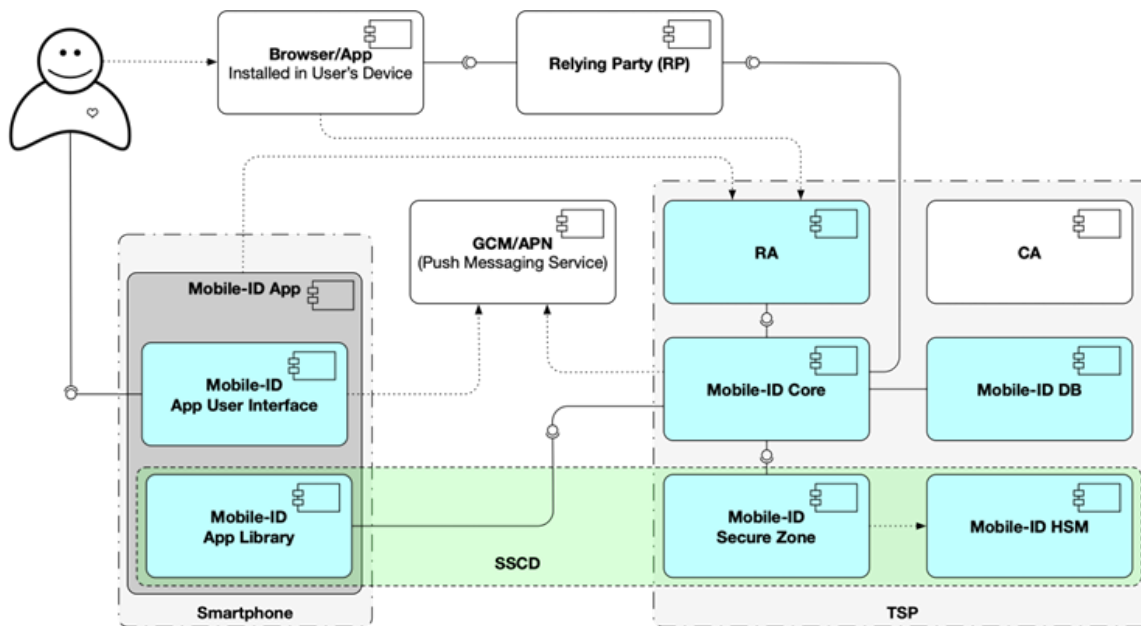 Browser/App
Installed in User's Device
Relying Party (RP)
GCM/APN
(Push Messaging Service)
RA
CA
Mobile-ID App
Mobile-ID
App User Interface
Mobile-ID Core
Mobile-ID DB
Mobile-ID
App Library
Mobile-ID
Secure Zone
Mobile-ID HSM
SSCD
Smartphone
TSP